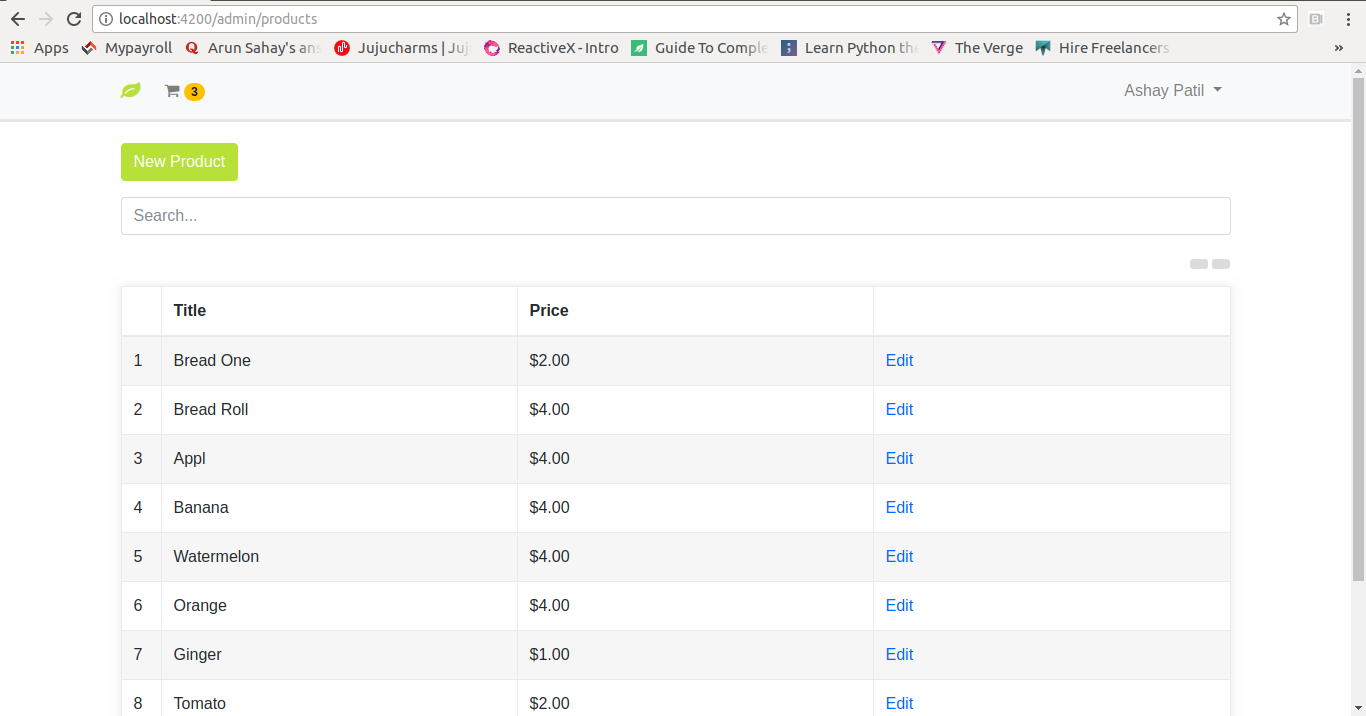 localhost:4200/admin/products
Apps Mypayroll Arun Sahay's ans Jujucharms | Juj ReactiveX - Intro Guide To Comple Learn Python the The Verge Hire Freelancers »
3 Ashay Patil
New Product
Search...
Title Price
1 Bread One $2.00 Edit
2 Bread Roll $4.00 Edit
3 Appl $4.00 Edit
4 Banana $4.00 Edit
5 Watermelon $4.00 Edit
6 Orange $4.00 Edit
7 Ginger $1.00 Edit
8 Tomato $2.00 Edit